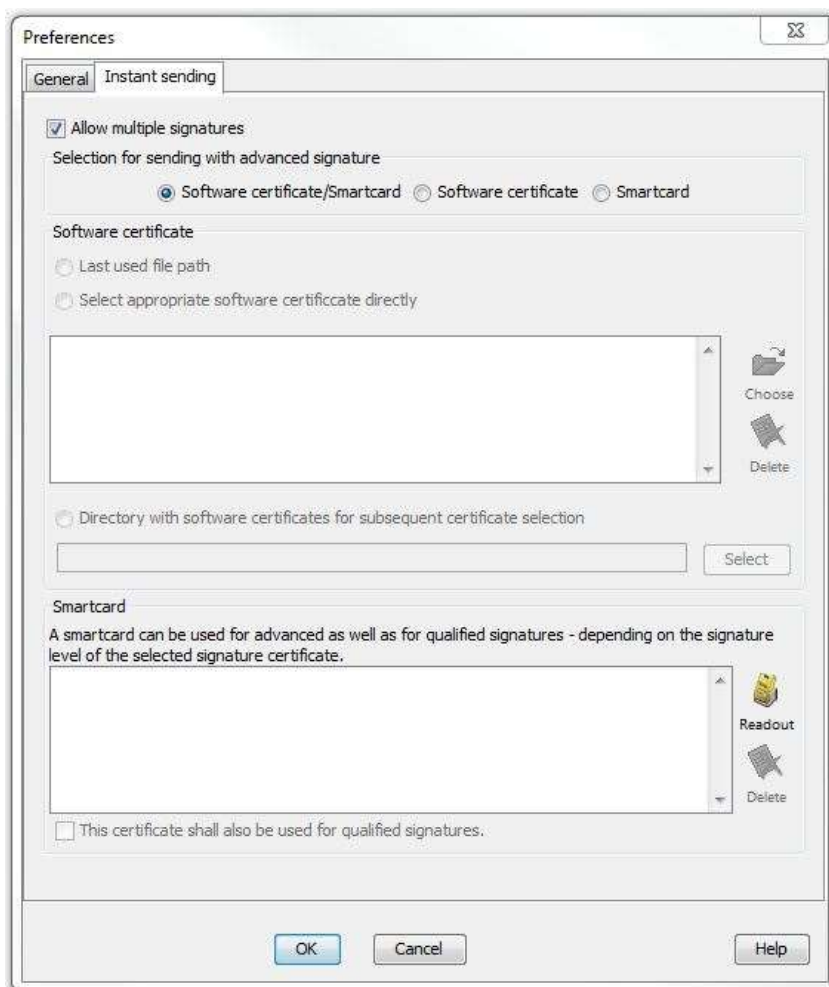 Preferences
General Instant sending
Allow multiple signatures
Selection for sending with advanced signature
Software certificate/Smartcard Software certificate Smartcard
Software certificate
Last used file path
Select appropriate software certificcate directly
Choose
Delete
Directory with software certificates for subsequent certificate selection
Select
Smartcard
A smartcard can be used for advanced as well as for qualified signatures - depending on the signature
level of the selected signature certificate.
Readout
Delete
This certificate shall also be used for qualified signatures.
OK Cancel Help